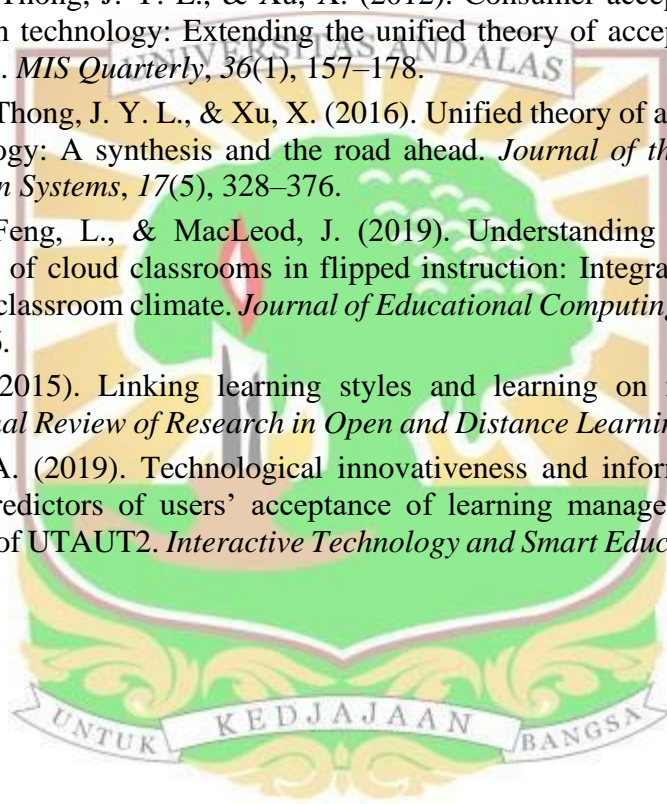 Thong, J. Y. L., & Xu, X. (2012). Consumer accep
n technology: Extending the unified theory of accep
. MIS Quarterly, 36(1), 157–178.
Thong, J. Y. L., & Xu, X. (2016). Unified theory of a
ogy: A synthesis and the road ahead. Journal of th
n Systems, 17(5), 328–376.
Feng, L., & MacLeod, J. (2019). Understanding
of cloud classrooms in flipped instruction: Integra
classroom climate. Journal of Educational Computing
2015). Linking learning styles and learning on
nal Review of Research in Open and Distance Learnin
A. (2019). Technological innovativeness and infor
redictors of users’ acceptance of learning manage
of UTAUT2. Interactive Technology and Smart Educ
UNIVERSITAS ANDALAS
UNTUK KEDJAJAAN BANGSA